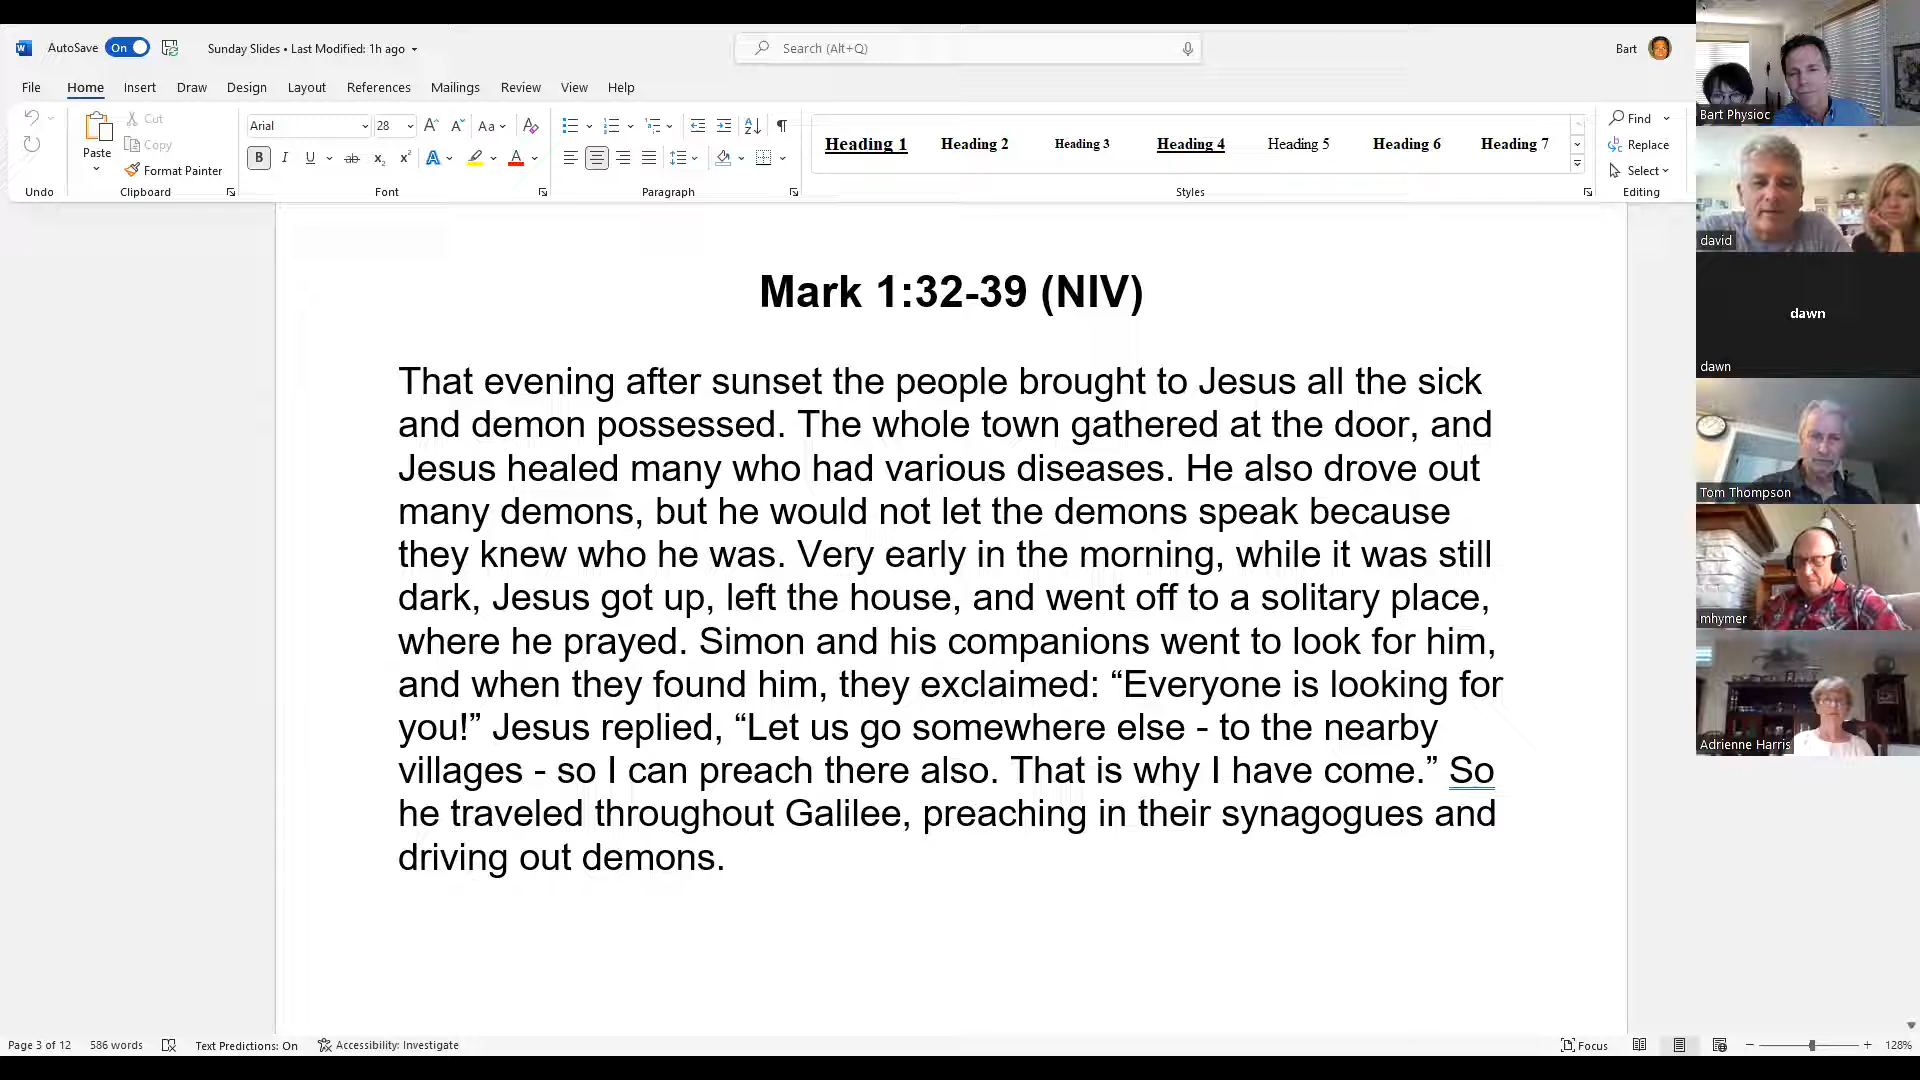 AutoSave On Sunday Slides • Last Modified: 1h ago Search (Alt+Q) Bart
File Home Insert Draw Design Layout References Mailings Review View Help
Paste Cut
Copy
Format Painter
Arial 28 Aa
B I U ab x₂ x² A A
Heading 1 Heading 2 Heading 3 Heading 4 Heading 5 Heading 6 Heading 7
Find
Replace
Select
Undo Clipboard Font Paragraph Styles Editing
Mark 1:32-39 (NIV)
That evening after sunset the people brought to Jesus all the sick
and demon possessed. The whole town gathered at the door, and
Jesus healed many who had various diseases. He also drove out
many demons, but he would not let the demons speak because
they knew who he was. Very early in the morning, while it was still
dark, Jesus got up, left the house, and went off to a solitary place,
where he prayed. Simon and his companions went to look for him,
and when they found him, they exclaimed: “Everyone is looking for
you!” Jesus replied, “Let us go somewhere else - to the nearby
villages - so I can preach there also. That is why I have come.” So
he traveled throughout Galilee, preaching in their synagogues and
driving out demons.
Page 3 of 12 586 words Text Predictions: On Accessibility: Investigate Focus 128%
Bart Physioc
david
dawn
dawn
Tom Thompson
mhymer
Adrienne Harris